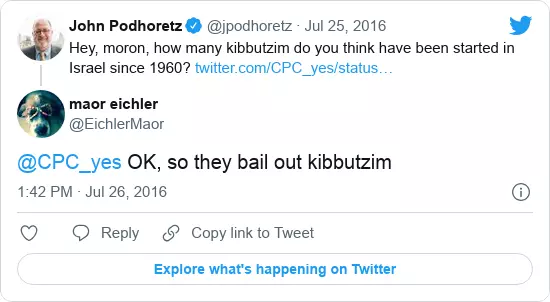 John Podhoretz @jpodhoretz · Jul 25, 2016
Hey, moron, how many kibbutzim do you think have been started in
Israel since 1960? twitter.com/CPC_yes/status…
maor eichler
@EichlerMaor
@CPC_yes OK, so they bail out kibbutzim
1:42 PM · Jul 26, 2016
Reply Copy link to Tweet
Explore what's happening on Twitter